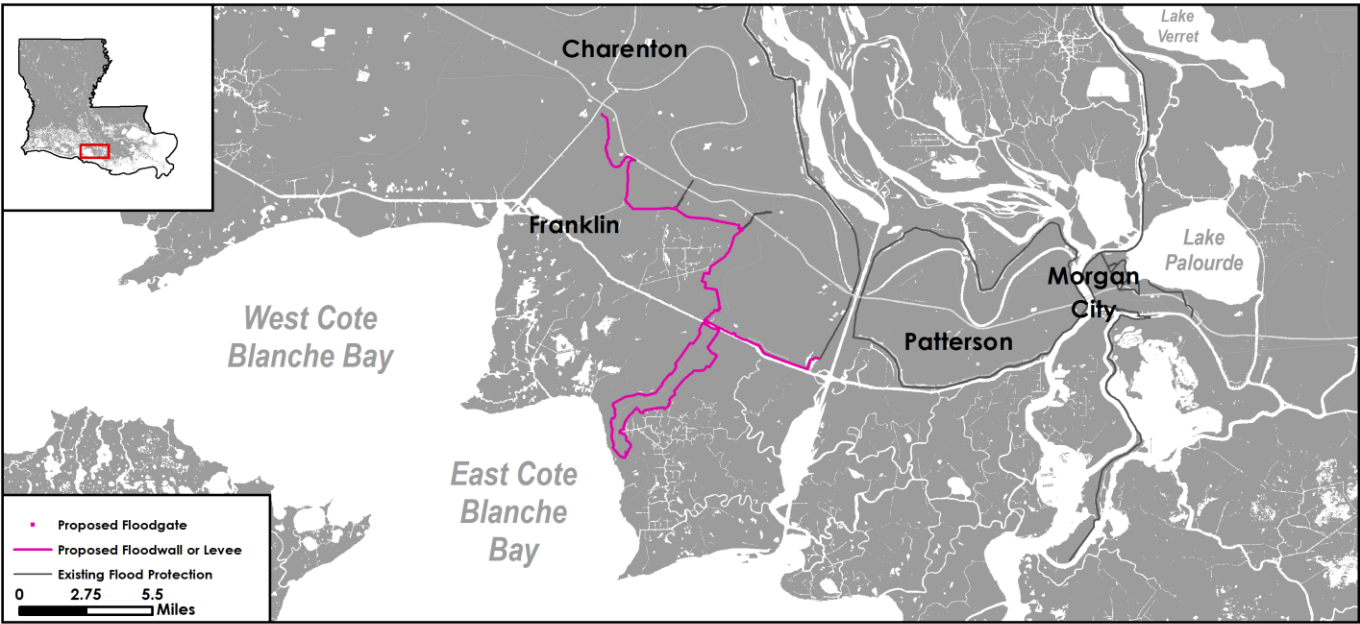 Lake
Verret
Charenton
Franklin
Lake
Palourde
Morgan
City
West Cote
Blanche Bay
Patterson
East Cote
Blanche
Bay
Proposed Floodgate
Proposed Floodwall or Levee
Existing Flood Protection
0 2.75 5.5
Miles